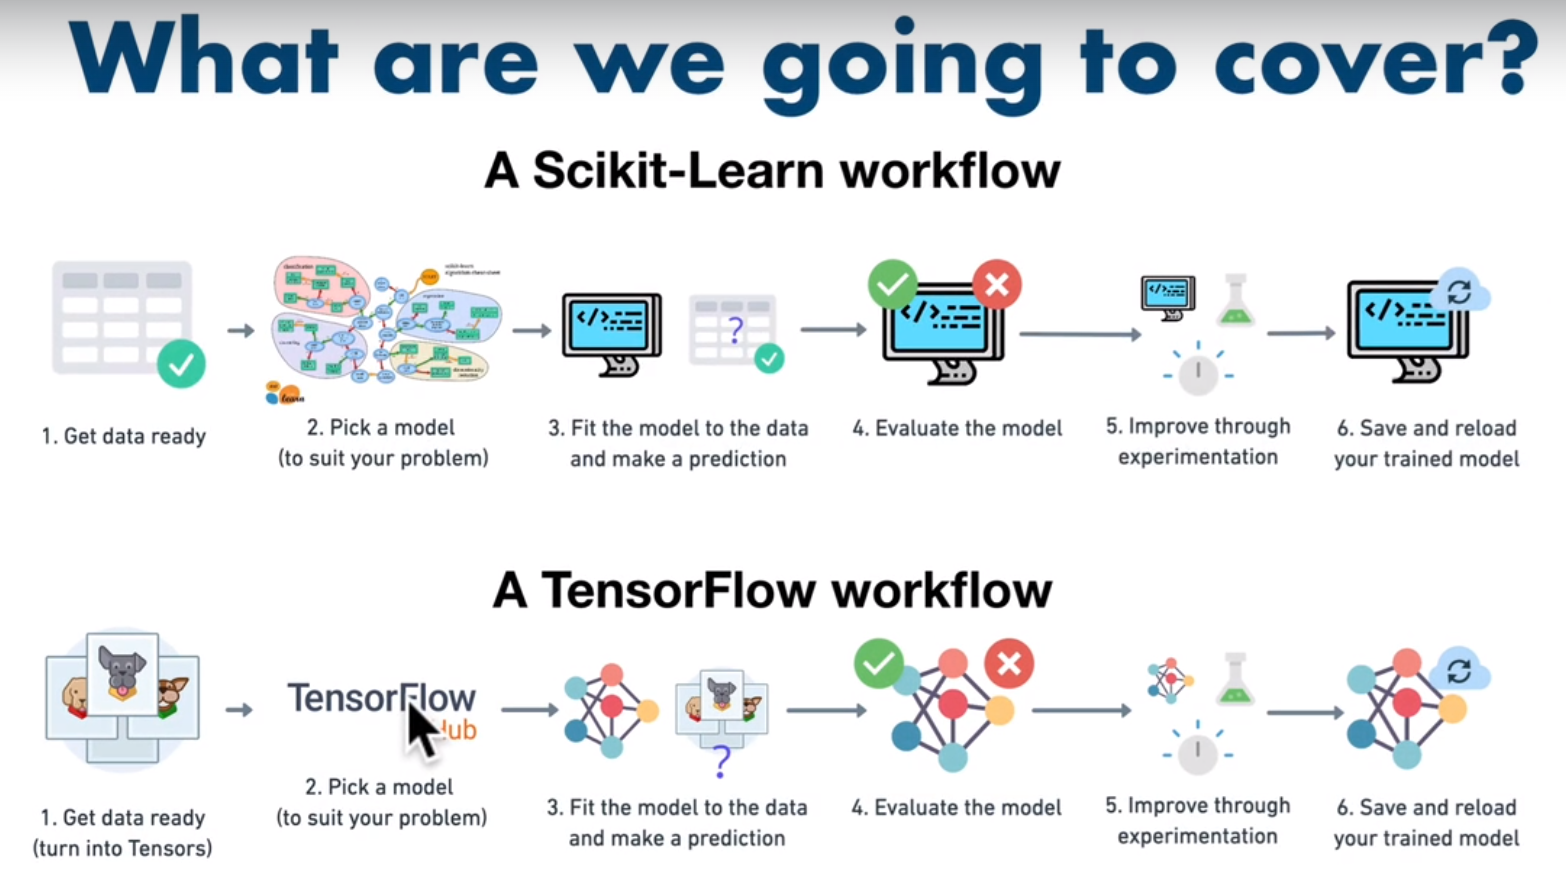 What are we going to cover?
A Scikit-Learn workflow
1. Get data ready
2. Pick a model
(to suit your problem)
3. Fit the model to the data
and make a prediction
4. Evaluate the model
5. Improve through
experimentation
6. Save and reload
your trained model
</>
</>
</>
</>
?
learn
A TensorFlow workflow
TensorFlow
1. Get data ready
(turn into Tensors)
2. Pick a model
(to suit your problem)
?
3. Fit the model to the data
and make a prediction
4. Evaluate the model
5. Improve through
experimentation
6. Save and reload
your trained model